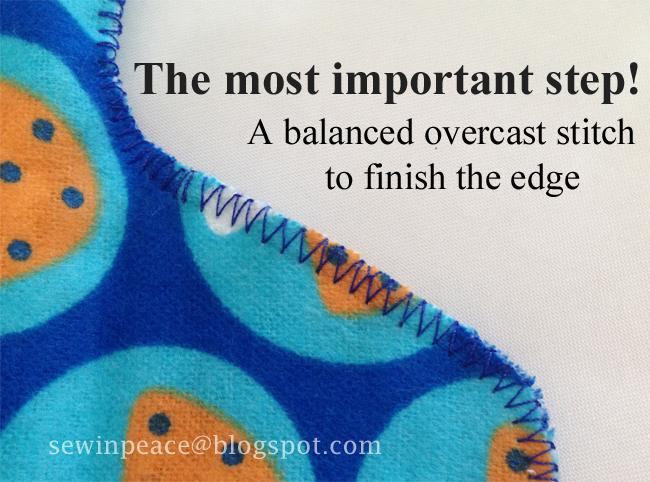 The most important step!
A balanced overcast stitch
to finish the edge
sewinpeace@blogspot.com